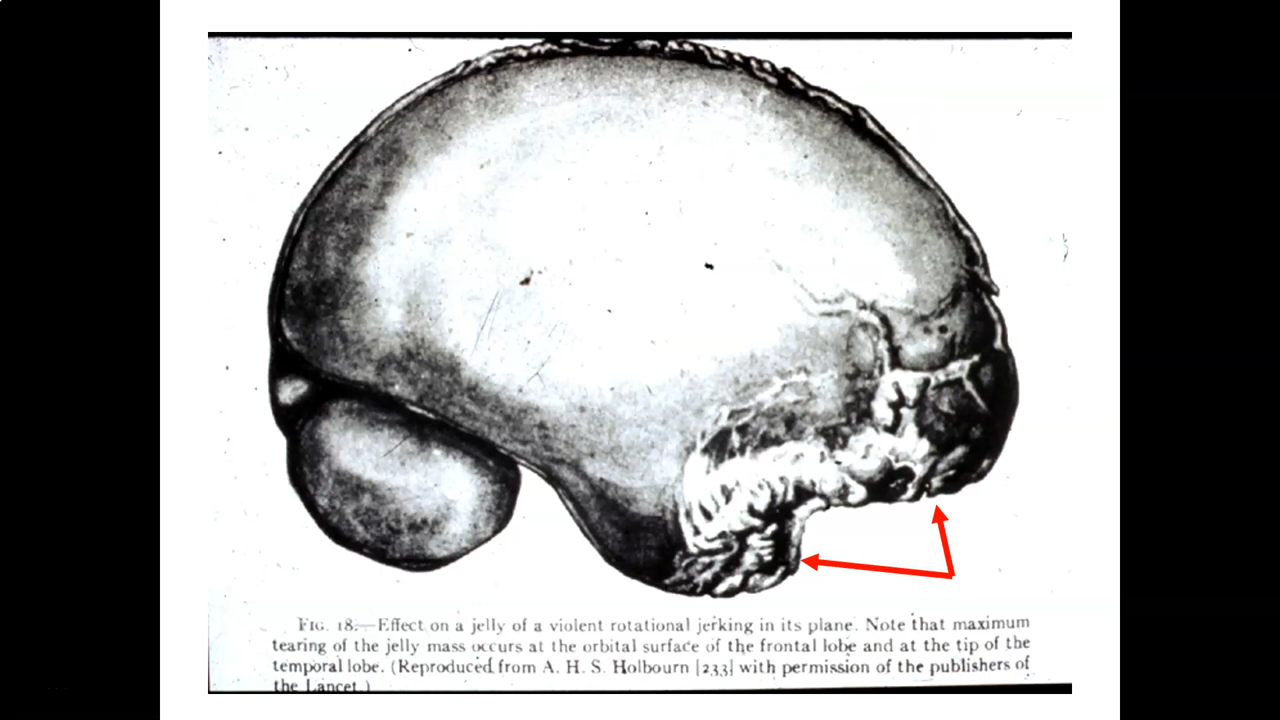 FIG. 18.—Effect on a jelly of a violent rotational jerking in its plane. Note that maximum
tearing of the jelly mass occurs at the orbital surface of the frontal lobe and at the tip of the
temporal lobe. (Reproduced from A. H. S. Holbourn [233] with permission of the publishers of
the Lancet.)